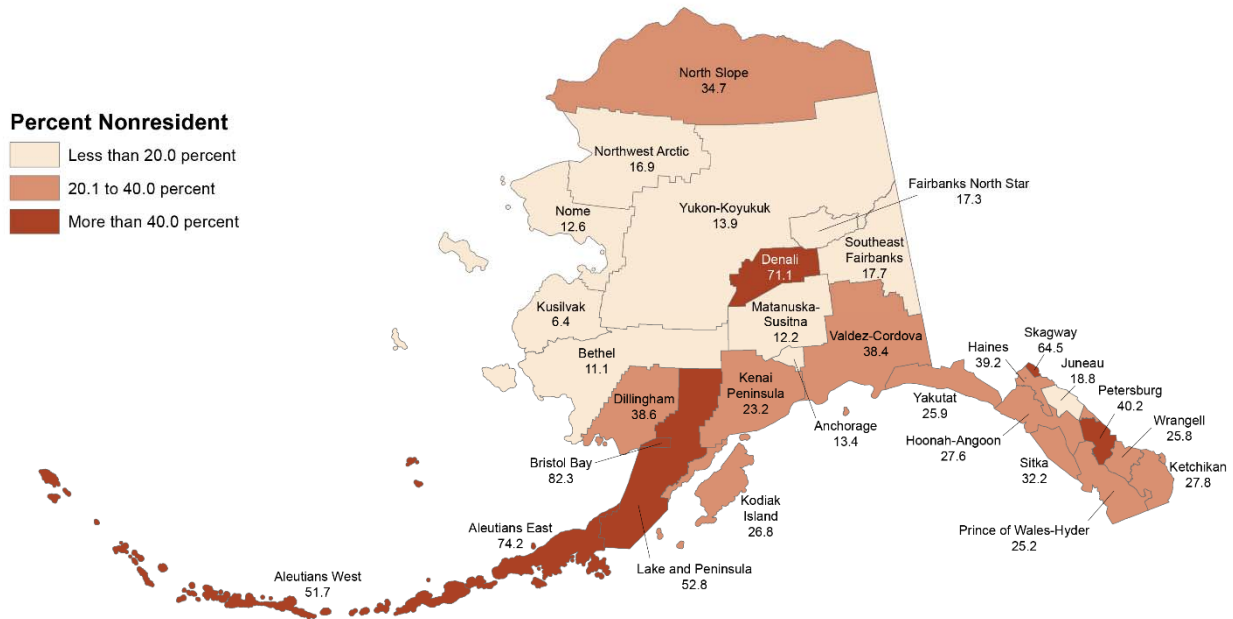 Percent Nonresident
Less than 20.0 percent
20.1 to 40.0 percent
More than 40.0 percent
North Slope
34.7
Northwest Arctic
16.9
Nome
12.6
Yukon-Koyukuk
13.9
Fairbanks North Star
17.3
Southeast
Fairbanks
17.7
Denali
71.1
Kusilvak
6.4
Matanuska-
Susitna
12.2
Valdez-Cordova
38.4
Bethel
11.1
Dillingham
38.6
Kenai
Peninsula
23.2
Anchorage
13.4
Yakutat
25.9
Haines
39.2
Skagway
64.5
Juneau
18.8
Petersburg
40.2
Wrangell
25.8
Hoonah-Angoon
27.6
Sitka
32.2
Ketchikan
27.8
Prince of Wales-Hyder
25.2
Bristol Bay
82.3
Kodiak
Island
26.8
Aleutians East
74.2
Lake and Peninsula
52.8
Aleutians West
51.7